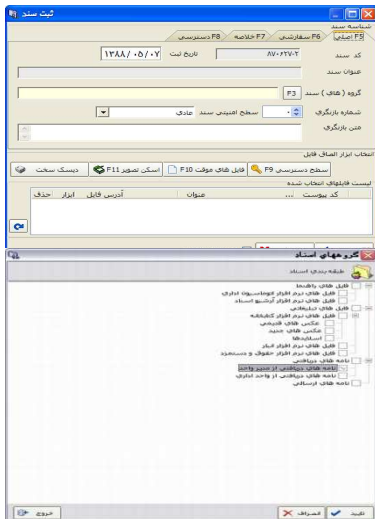 ثبت سند
شناسه سند
F5 اصلی F6 سفارشی F7 خلاصه F8 دسترسی
کد سند ۸۷۰۶۲۷-۲ تاریخ ثبت ۱۳۸۸/۰۵/۰۷
عنوان سند
گروه (های) سند F3
شماره بازنگری ۰ سطح امنیتی سند عادی
متن بازنگری
انتخاب ابزار الصاق فایل
سطح دسترسی F9 فایل های موقت F10 اسکن تصویر F11 دیسک سخت
لیست فایلهای انتخاب شده
کد پیوست ... عنوان آدرس فایل ابزار حذف
گروههای اسناد
طبقه بندی اسناد
فایل های راهنما
فایل های نرم افزار اتوماسیون اداری
فایل های نرم افزار آرشیو اسناد
فایل های تبلیغاتی
فایل های نرم افزار کتابخانه
عکس های قدیمی
عکس های جدید
اسلایدها
فایل های نرم افزار انبار
فایل های نرم افزار حقوق و دستمزد
نامه های دریافتی
نامه های دریافتی از مدیر واحد
نامه های دریافتی از واحد اداری
نامه های ارسالی
تایید انصراف خروج